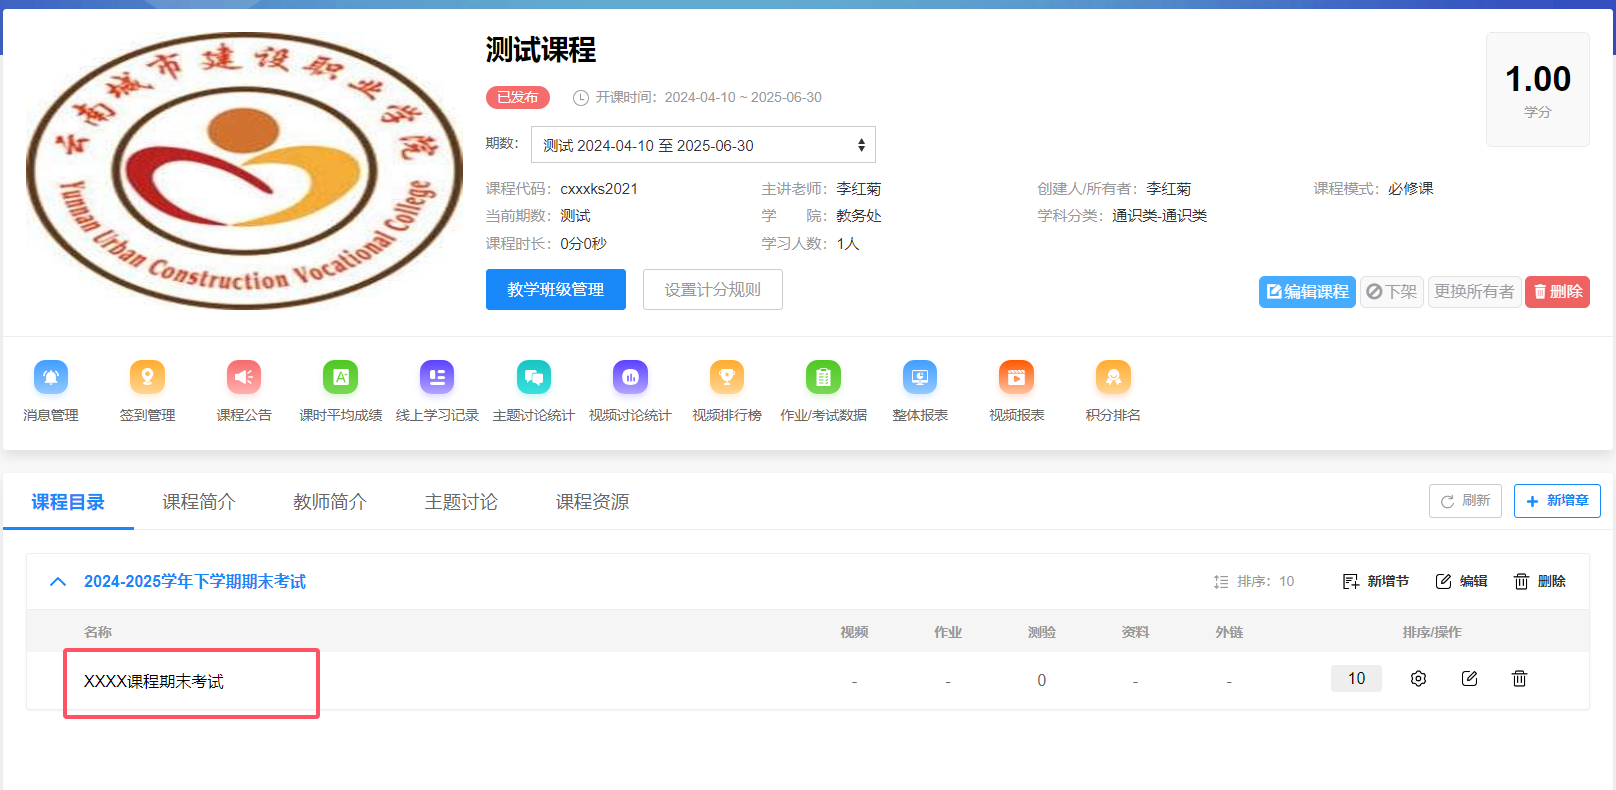 云南城市建设职业学院
Yunnan Urban Construction Vocational College
测试课程
已发布 开课时间：2024-04-10 ~ 2025-06-30
1.00
学分
期数： 测试 2024-04-10 至 2025-06-30
课程代码：cxxxks2021 主讲老师：李红菊 创建人/所有者：李红菊 课程模式：必修课
当前期数：测试 学 院：教务处 学科分类：通识类-通识类
课程时长：0分0秒 学习人数：1人
教学班级管理 设置计分规则 编辑课程 下架 更换所有者 删除
消息管理 签到管理 课程公告 课时平均成绩 线上学习记录 主题讨论统计 视频讨论统计 视频排行榜 作业/考试数据 整体报表 视频报表 积分排名
课程目录 课程简介 教师简介 主题讨论 课程资源 刷新 + 新增章
2024-2025学年下学期期末考试 排序：10 新增节 编辑 删除
名称 视频 作业 测验 资料 外链 排序/操作
XXXX课程期末考试 - - 0 - - 10